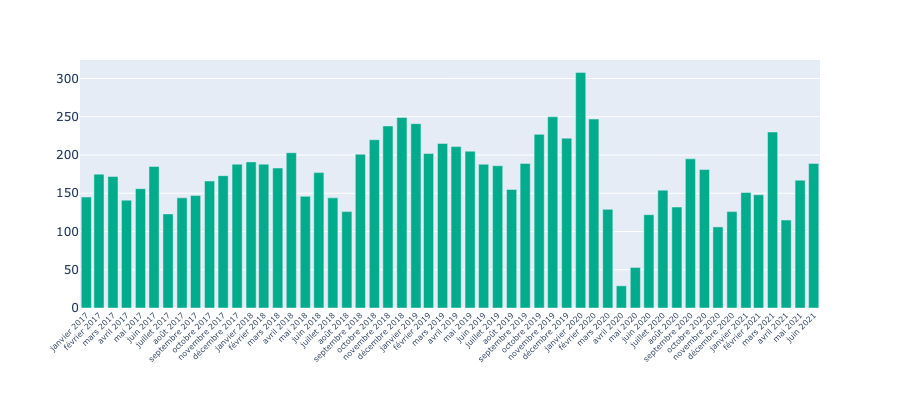 300
250
200
150
100
50
0
janvier 2017
février 2017
mars 2017
avril 2017
mai 2017
juin 2017
juillet 2017
août 2017
septembre 2017
octobre 2017
novembre 2017
décembre 2017
janvier 2018
février 2018
mars 2018
avril 2018
mai 2018
juin 2018
juillet 2018
août 2018
septembre 2018
octobre 2018
novembre 2018
décembre 2018
janvier 2019
février 2019
mars 2019
avril 2019
mai 2019
juin 2019
juillet 2019
août 2019
septembre 2019
octobre 2019
novembre 2019
décembre 2019
janvier 2020
février 2020
mars 2020
avril 2020
mai 2020
juin 2020
juillet 2020
août 2020
septembre 2020
octobre 2020
novembre 2020
décembre 2020
janvier 2021
février 2021
mars 2021
avril 2021
mai 2021
juin 2021